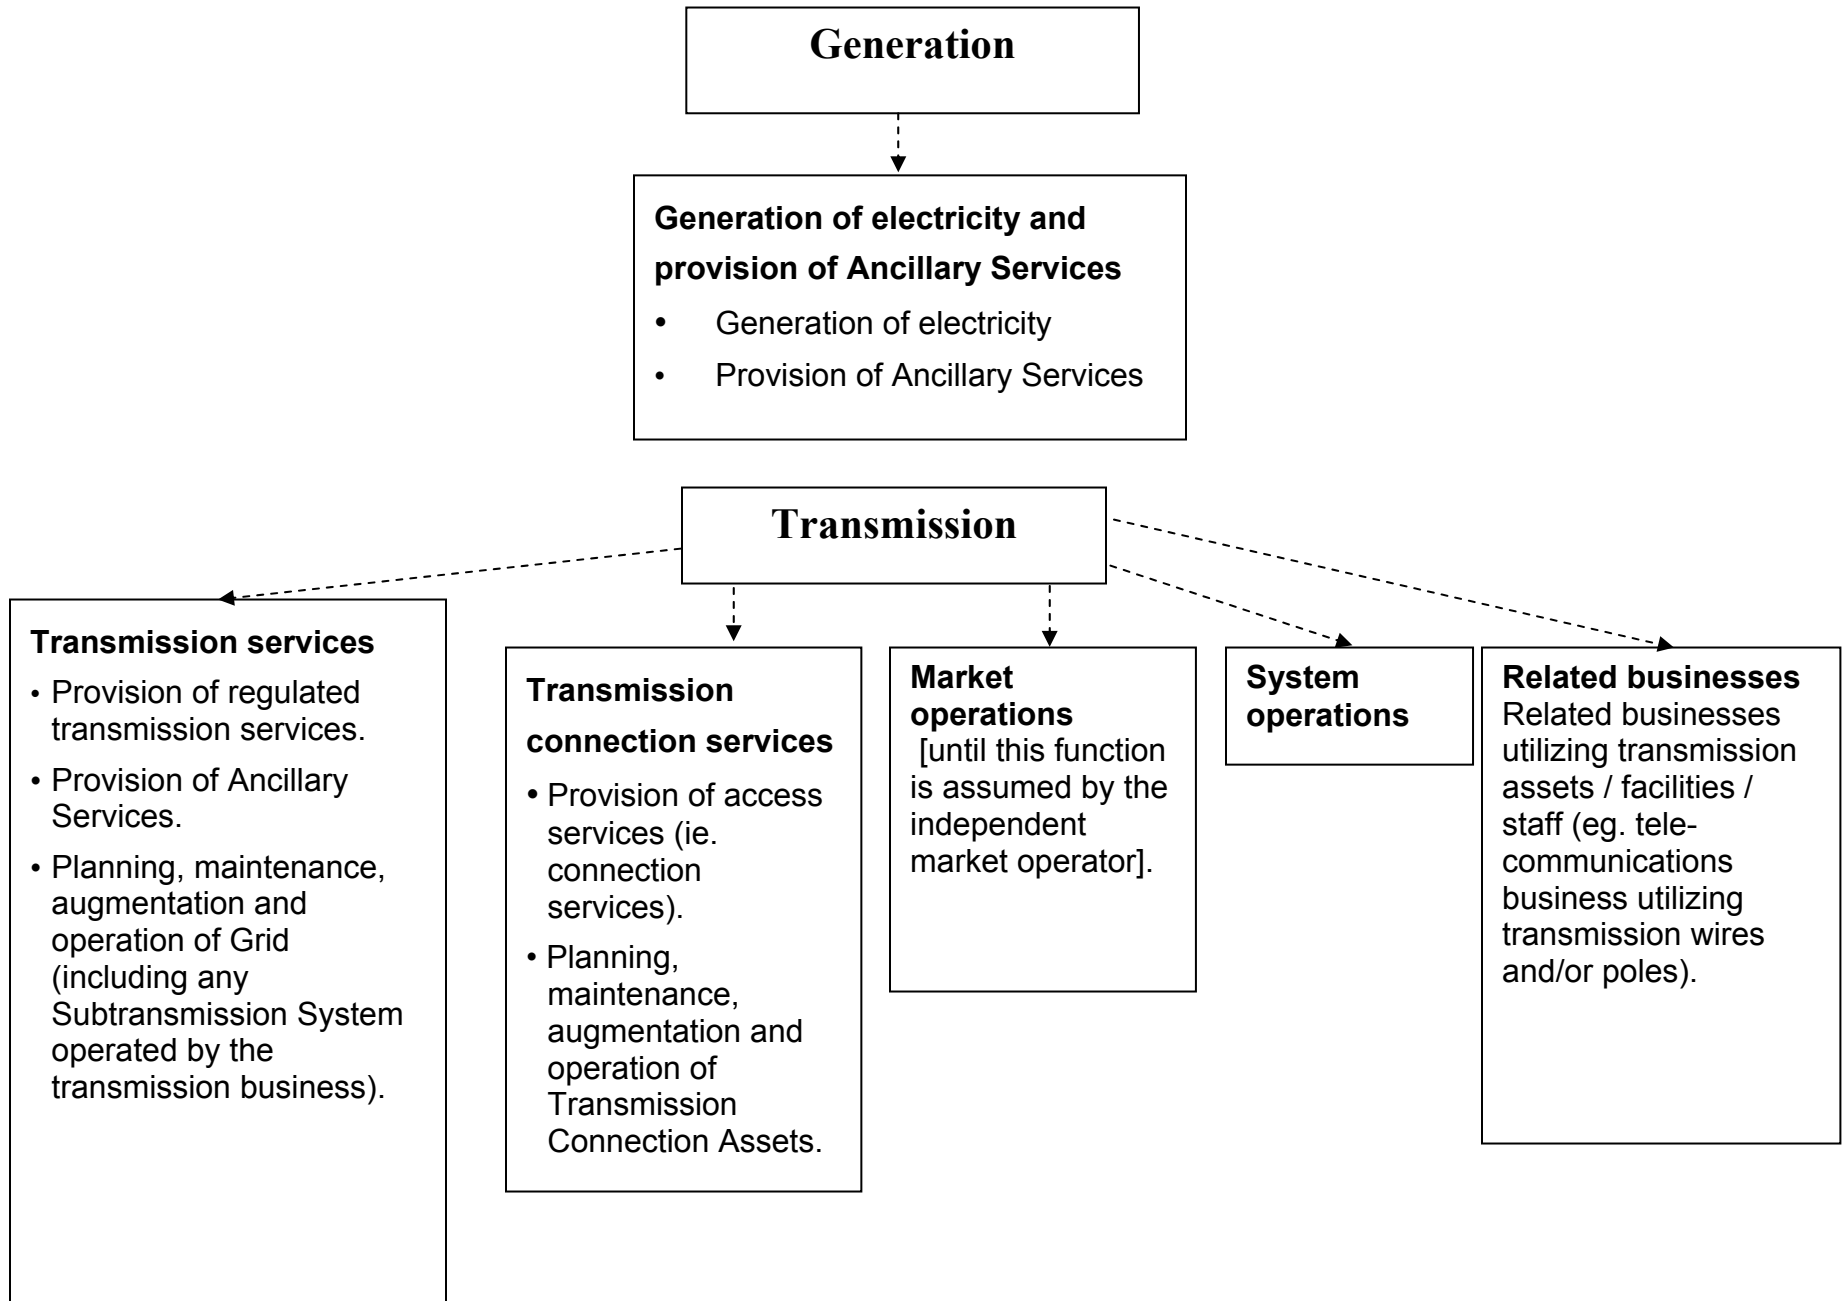 Generation
Generation of electricity and
provision of Ancillary Services
• Generation of electricity
• Provision of Ancillary Services
Transmission
Transmission services
• Provision of regulated
transmission services.
• Provision of Ancillary
Services.
• Planning, maintenance,
augmentation and
operation of Grid
(including any
Subtransmission System
operated by the
transmission business).
Transmission
connection services
• Provision of access
services (ie.
connection
services).
• Planning,
maintenance,
augmentation and
operation of
Transmission
Connection Assets.
Market
operations
[until this function
is assumed by the
independent
market operator].
System
operations
Related businesses
Related businesses
utilizing transmission
assets / facilities /
staff (eg. tele-
communications
business utilizing
transmission wires
and/or poles).